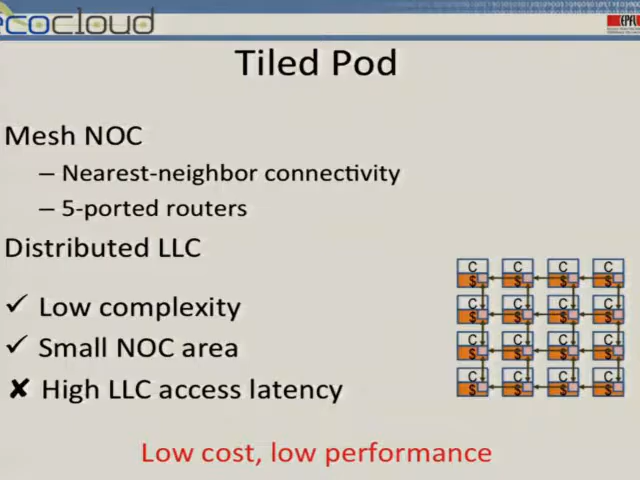 ecocloud
EPFL
Tiled Pod
Mesh NOC
– Nearest-neighbor connectivity
– 5-ported routers
Distributed LLC
✓ Low complexity
✓ Small NOC area
✘ High LLC access latency
C C C C
$ $ $ $
C C C C
$ $ $ $
C C C C
$ $ $ $
C C C C
$ $ $ $
Low cost, low performance